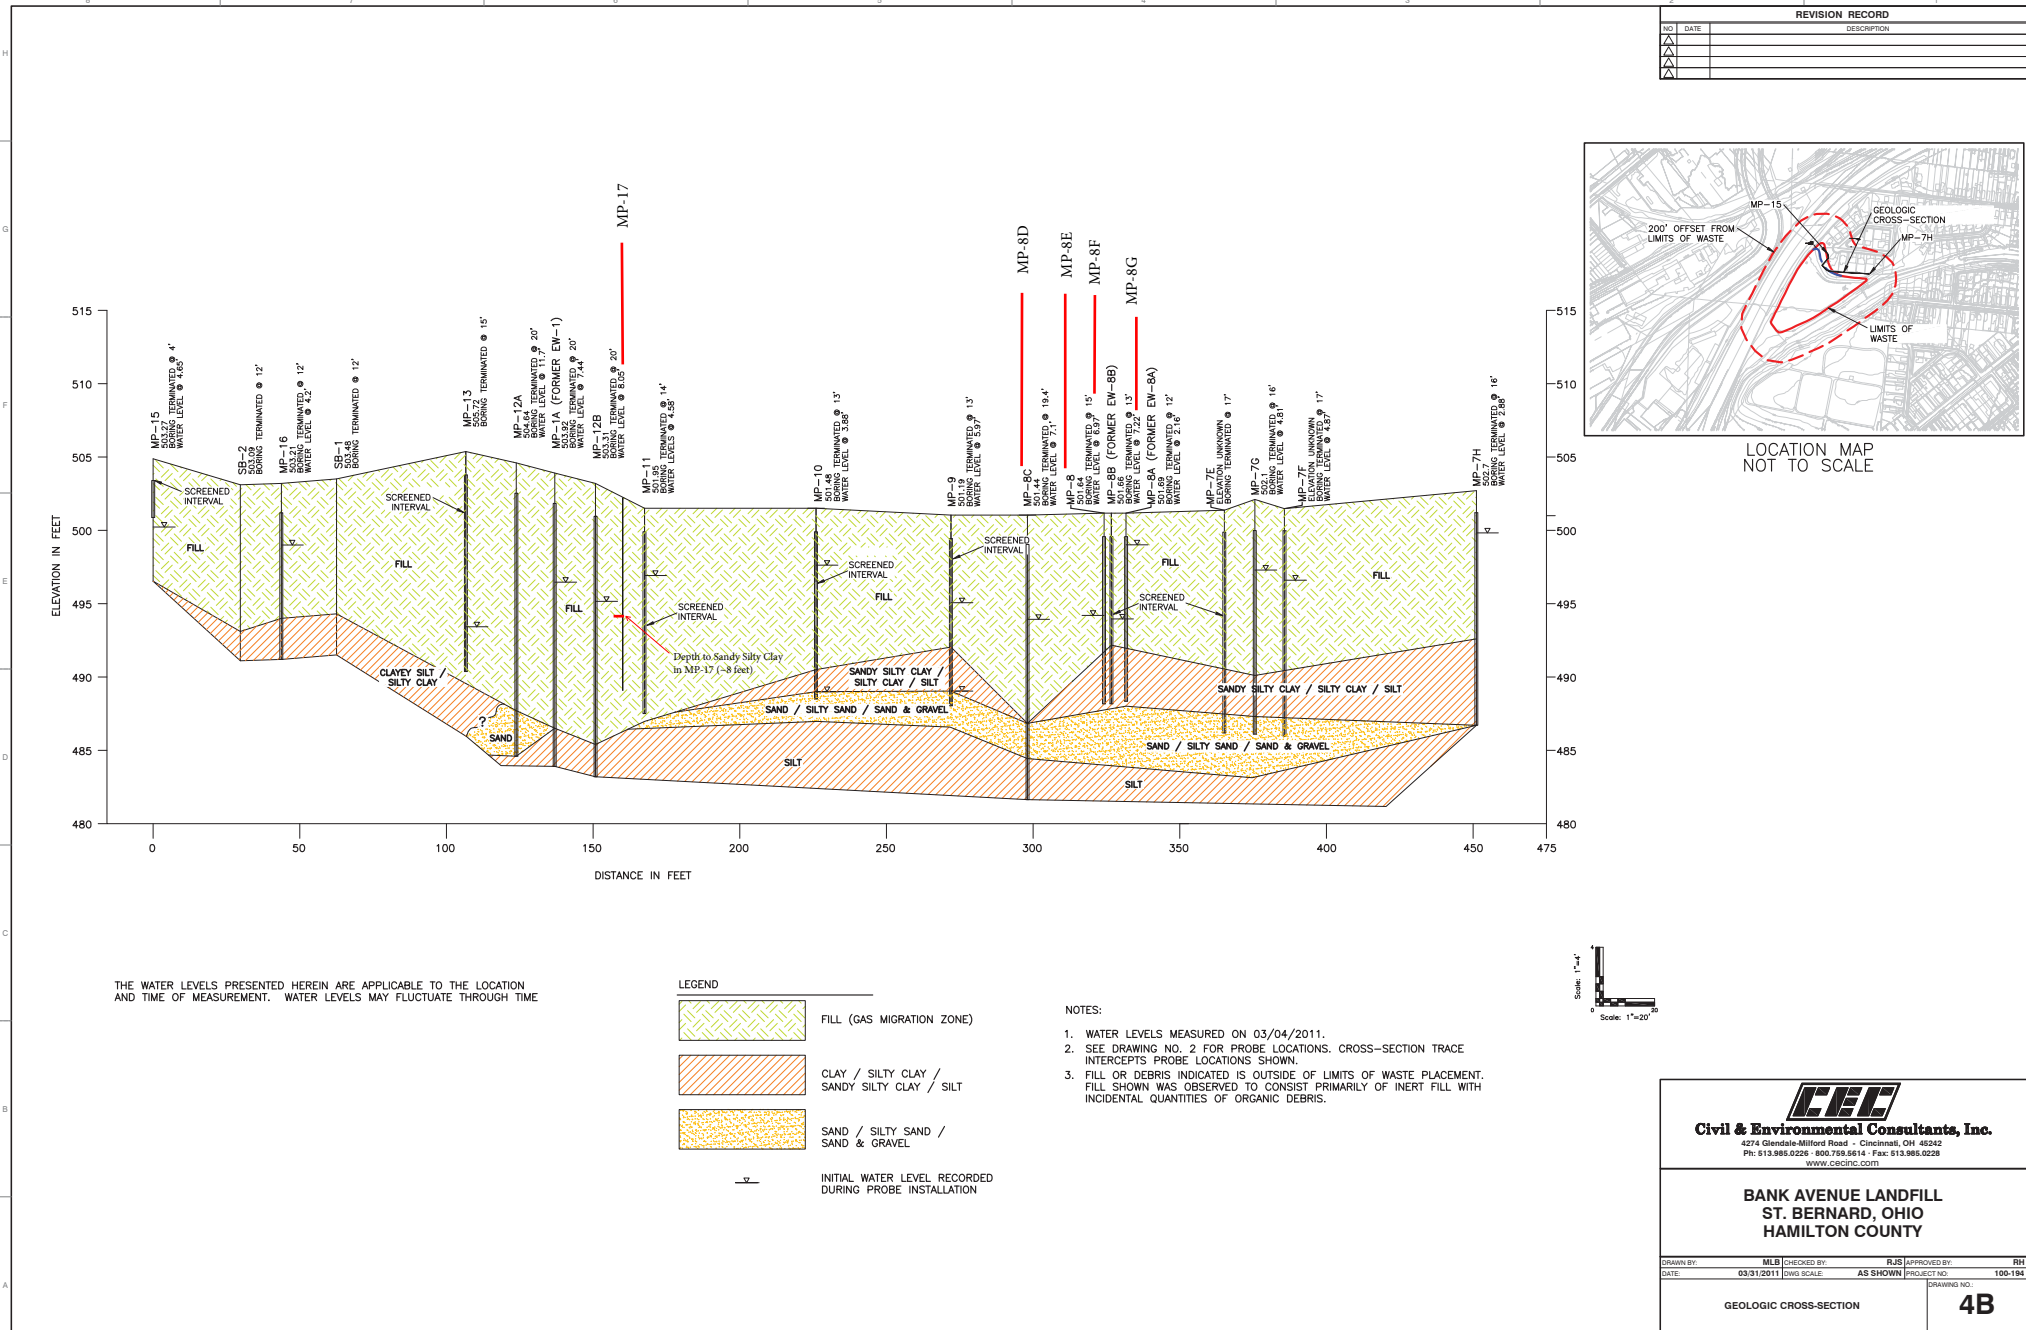 REVISION RECORD
NO DATE DESCRIPTION
LOCATION MAP
NOT TO SCALE
MP-15
GEOLOGIC
CROSS-SECTION
MP-7H
200' OFFSET FROM
LIMITS OF WASTE
LIMITS OF
WASTE
MP-17
MP-8D
MP-8E
MP-8F
MP-8G
MP-15
503.27
BORING TERMINATED @ 4'
WATER LEVEL @ 4.65'
SB-2
503.09
BORING TERMINATED @ 12'
MP-16
503.21
BORING TERMINATED @ 12'
WATER LEVEL @ 4.2'
SB-1
503.48
BORING TERMINATED @ 12'
MP-13
505.72
BORING TERMINATED @ 15'
MP-12A
504.64
BORING TERMINATED @ 20'
WATER LEVEL @ 11.7'
MP-1A (FORMER EW-1)
503.92
BORING TERMINATED @ 20'
WATER LEVEL @ 7.44'
MP-12B
503.31
BORING TERMINATED @ 20'
WATER LEVEL @ 8.05'
MP-11
501.95
BORING TERMINATED @ 14'
WATER LEVELS @ 4.58'
MP-10
501.48
BORING TERMINATED @ 13'
WATER LEVEL @ 3.88'
MP-9
501.19
BORING TERMINATED @ 13'
WATER LEVEL @ 5.97'
MP-8C
501.44
BORING TERMINATED @ 19.4'
WATER LEVEL @ 7.1'
MP-8
501.64
BORING TERMINATED @ 15'
WATER LEVEL @ 6.97'
MP-8B (FORMER EW-8B)
501.66
BORING TERMINATED @ 13'
WATER LEVEL @ 7.22'
MP-8A (FORMER EW-8A)
501.69
BORING TERMINATED @ 12'
WATER LEVEL @ 2.16'
MP-7E
ELEVATION UNKNOWN
BORING TERMINATED @ 17'
MP-7G
502.1
BORING TERMINATED @ 16'
WATER LEVEL @ 4.81'
MP-7F
ELEVATION UNKNOWN
BORING TERMINATED @ 17'
WATER LEVEL @ 4.87'
MP-7H
502.7
BORING TERMINATED @ 16'
WATER LEVEL @ 2.88'
ELEVATION IN FEET
515
510
505
500
495
490
485
480
515
510
505
500
495
490
485
480
SCREENED
INTERVAL
SCREENED
INTERVAL
SCREENED
INTERVAL
SCREENED
INTERVAL
SCREENED
INTERVAL
SCREENED
INTERVAL
FILL
FILL
FILL
FILL
FILL
FILL
Depth to Sandy Silty Clay
in MP-17 (~8 feet)
CLAYEY SILT /
SILTY CLAY
?
SAND
SANDY SILTY CLAY /
SILTY CLAY / SILT
SAND / SILTY SAND / SAND & GRAVEL
SILT
SANDY SILTY CLAY / SILTY CLAY / SILT
SAND / SILTY SAND / SAND & GRAVEL
SILT
0 50 100 150 200 250 300 350 400 450 475
DISTANCE IN FEET
THE WATER LEVELS PRESENTED HEREIN ARE APPLICABLE TO THE LOCATION
AND TIME OF MEASUREMENT. WATER LEVELS MAY FLUCTUATE THROUGH TIME
LEGEND
FILL (GAS MIGRATION ZONE)
CLAY / SILTY CLAY /
SANDY SILTY CLAY / SILT
SAND / SILTY SAND /
SAND & GRAVEL
INITIAL WATER LEVEL RECORDED
DURING PROBE INSTALLATION
NOTES:
1. WATER LEVELS MEASURED ON 03/04/2011.
2. SEE DRAWING NO. 2 FOR PROBE LOCATIONS. CROSS-SECTION TRACE
INTERCEPTS PROBE LOCATIONS SHOWN.
3. FILL OR DEBRIS INDICATED IS OUTSIDE OF LIMITS OF WASTE PLACEMENT.
FILL SHOWN WAS OBSERVED TO CONSIST PRIMARILY OF INERT FILL WITH
INCIDENTAL QUANTITIES OF ORGANIC DEBRIS.
Scale: 1"=4'
4
0 20
Scale: 1"=20'
CEC
Civil & Environmental Consultants, Inc.
4274 Glendale-Milford Road - Cincinnati, OH 45242
Ph: 513.985.0226 · 800.759.5614 · Fax: 513.985.0228
www.cecinc.com
BANK AVENUE LANDFILL
ST. BERNARD, OHIO
HAMILTON COUNTY
DRAWN BY: MLB CHECKED BY: RJS APPROVED BY: RH
DATE: 03/31/2011 DWG SCALE: AS SHOWN PROJECT NO: 100-194
GEOLOGIC CROSS-SECTION
DRAWING NO.:
4B
H
G
F
E
D
C
B
A